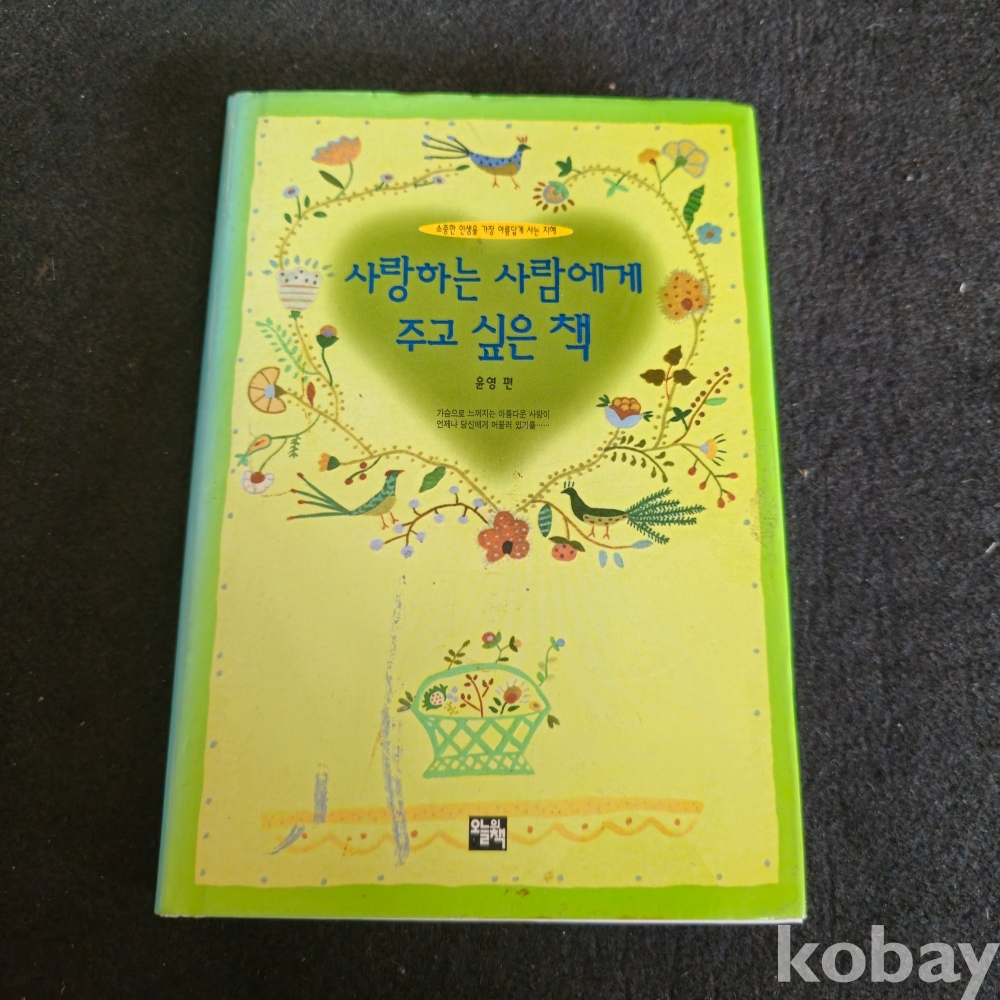 소중한 인생을 가장 아름답게 사는 지혜
사랑하는 사람에게
주고 싶은 책
윤영 편
가슴으로 느껴지는 아름다운 사랑이
언제나 당신에게 머물러 있기를……
오늘의책
kobay